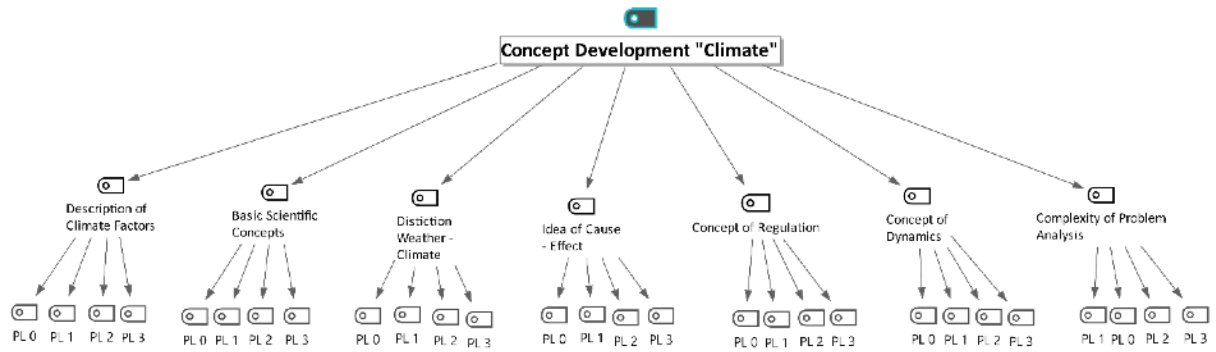 Concept Development "Climate"
Description of
Climate Factors
Basic Scientific
Concepts
Distiction
Weather -
Climate
Idea of Cause
- Effect
Concept of Regulation
Concept of
Dynamics
Complexity of Problem
Analysis
PL 0 PL 1 PL 2 PL 3
PL 0 PL 1 PL 2 PL 3
PL 0 PL 1 PL 2 PL 3
PL 0 PL 1 PL 2 PL 3
PL 0 PL 1 PL 2 PL 3
PL 0 PL 1 PL 2 PL 3
PL 1 PL 0 PL 2 PL 3